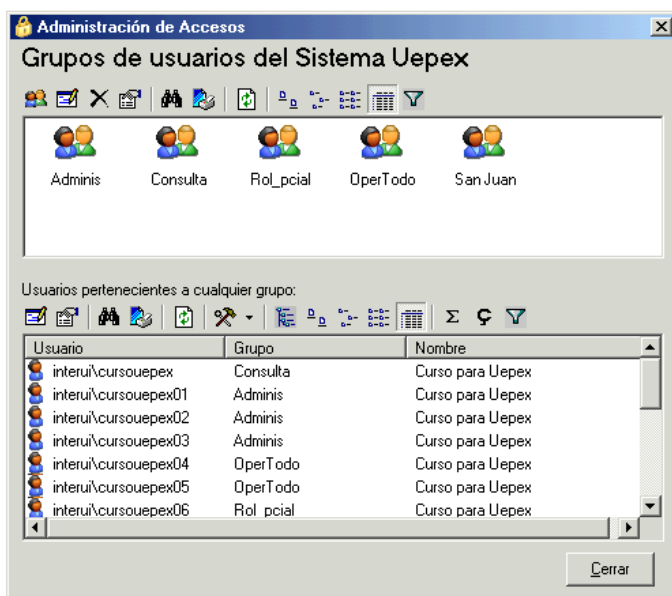 Administración de Accesos
Grupos de usuarios del Sistema Uepex
Adminis Consulta Rol_pcial OperTodo San Juan
Usuarios pertenecientes a cualquier grupo:
Σ Ç
Usuario Grupo Nombre
interui\cursouepex Consulta Curso para Uepex
interui\cursouepex01 Adminis Curso para Uepex
interui\cursouepex02 Adminis Curso para Uepex
interui\cursouepex03 Adminis Curso para Uepex
interui\cursouepex04 OperTodo Curso para Uepex
interui\cursouepex05 OperTodo Curso para Uepex
interui\cursouepex06 Rol_pcial Curso para Uepex
Cerrar